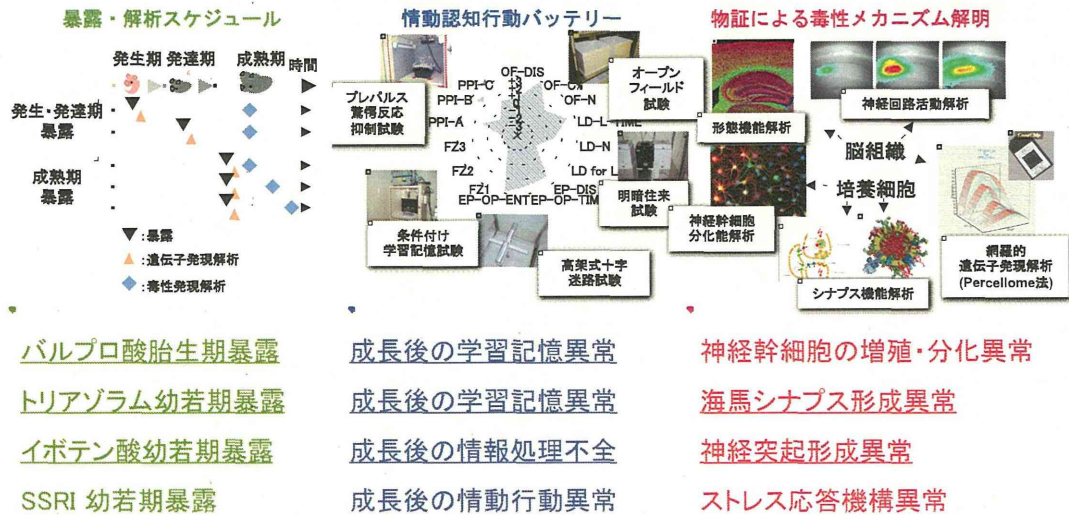 暴露・解析スケジュール
発生期 発達期 成熟期 時間
発生・発達期
暴露
成熟期
暴露
:暴露
:遺伝子発現解析
:毒性発現解析
情動認知行動バッテリー
プレパルス
驚愕反応
抑制試験
オープン
フィールド
試験
条件付け
学習記憶試験
高架式十字
迷路試験
明暗往来
試験
OF-DIS
OF-N
LD-L-TIME
LD-N
LD for L
EP-DIS
EP-OP-TIM
EP-OP-ENT
FZ1
FZ2
FZ3
PPI-A
PPI-B
PPI-C
物証による毒性メカニズム解明
形態機能解析
神経回路活動解析
脳組織
培養細胞
神経幹細胞
分化能解析
シナプス機能解析
網羅的
遺伝子発現解析
(Percellome法)
バルプロ酸胎生期暴露 成長後の学習記憶異常 神経幹細胞の増殖・分化異常
トリアゾラム幼若期暴露 成長後の学習記憶異常 海馬シナプス形成異常
イボテン酸幼若期暴露 成長後の情報処理不全 神経突起形成異常
SSRI 幼若期暴露 成長後の情動行動異常 ストレス応答機構異常